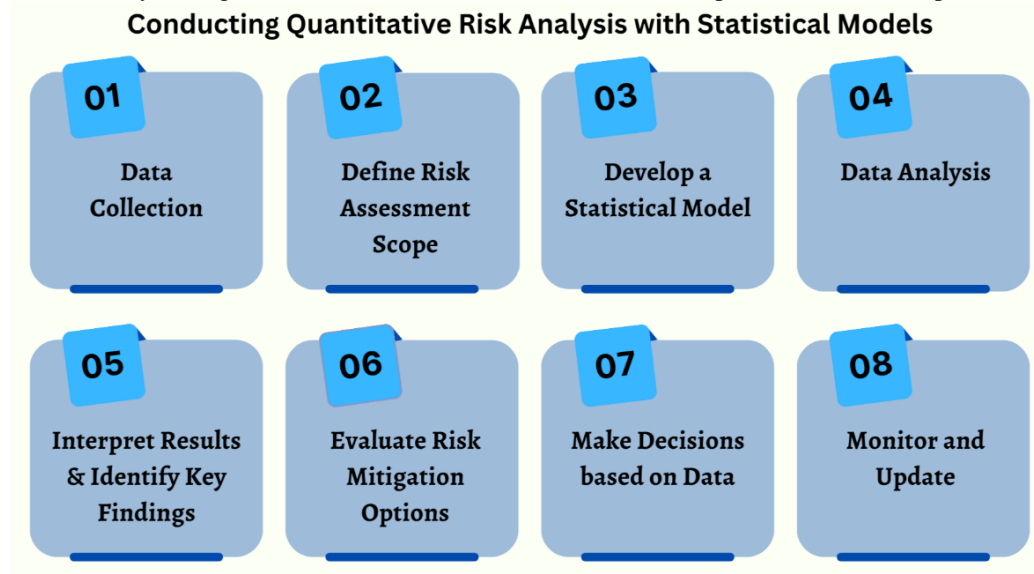 Conducting Quantitative Risk Analysis with Statistical Models
01
Data
Collection
02
Define Risk
Assessment
Scope
03
Develop a
Statistical Model
04
Data Analysis
05
Interpret Results
& Identify Key
Findings
06
Evaluate Risk
Mitigation
Options
07
Make Decisions
based on Data
08
Monitor and
Update